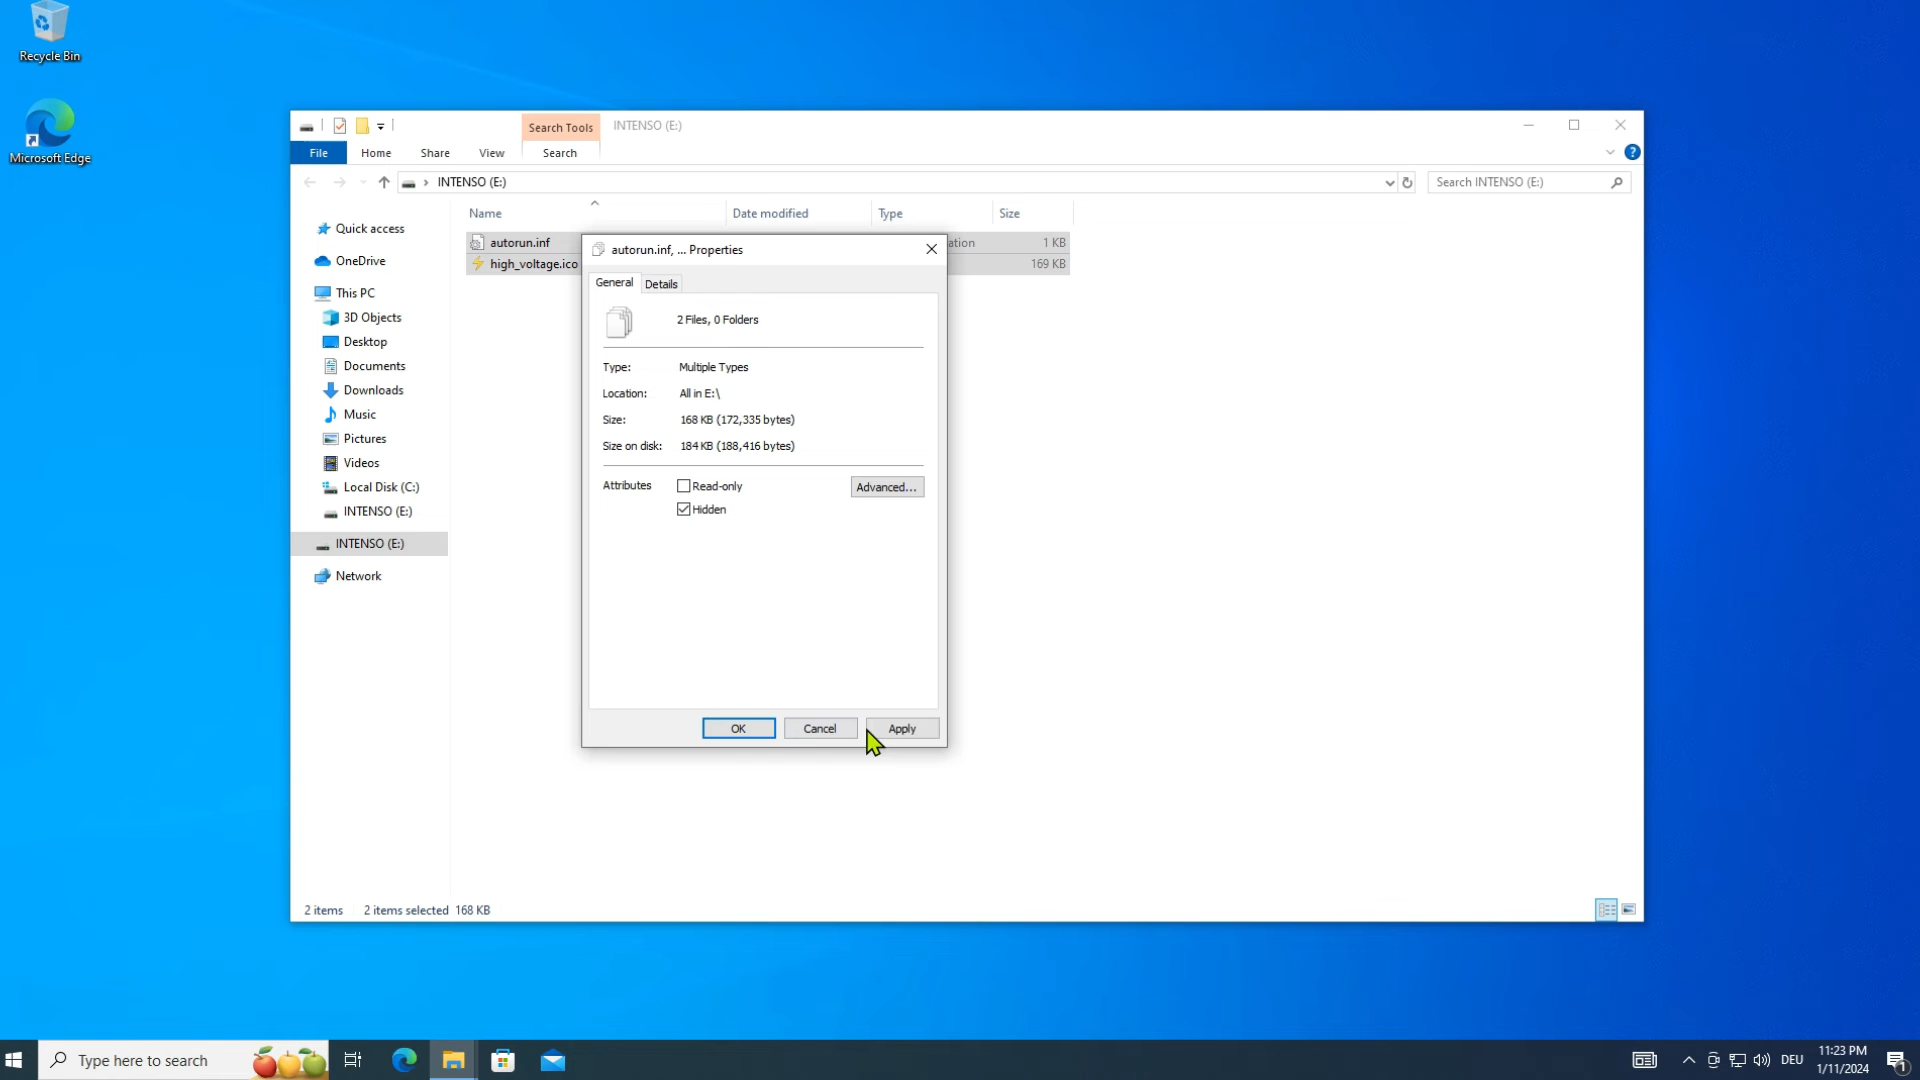 Recycle Bin
Microsoft Edge
Search Tools
INTENSO (E:)
File
Home
Share
View
Search
INTENSO (E:)
Search INTENSO (E:)
Quick access
OneDrive
This PC
3D Objects
Desktop
Documents
Downloads
Music
Pictures
Videos
Local Disk (C:)
INTENSO (E:)
INTENSO (E:)
Network
Name
Date modified
Type
Size
autorun.inf
ation
1 KB
high_voltage.ico
169 KB
autorun.inf, ... Properties
General
Details
2 Files, 0 Folders
Type: Multiple Types
Location: All in E:\
Size: 168 KB (172,335 bytes)
Size on disk: 184 KB (188,416 bytes)
Attributes
Read-only
Advanced...
Hidden
OK
Cancel
Apply
2 items
2 items selected 168 KB
Type here to search
DEU
11:23 PM
1/11/2024
1